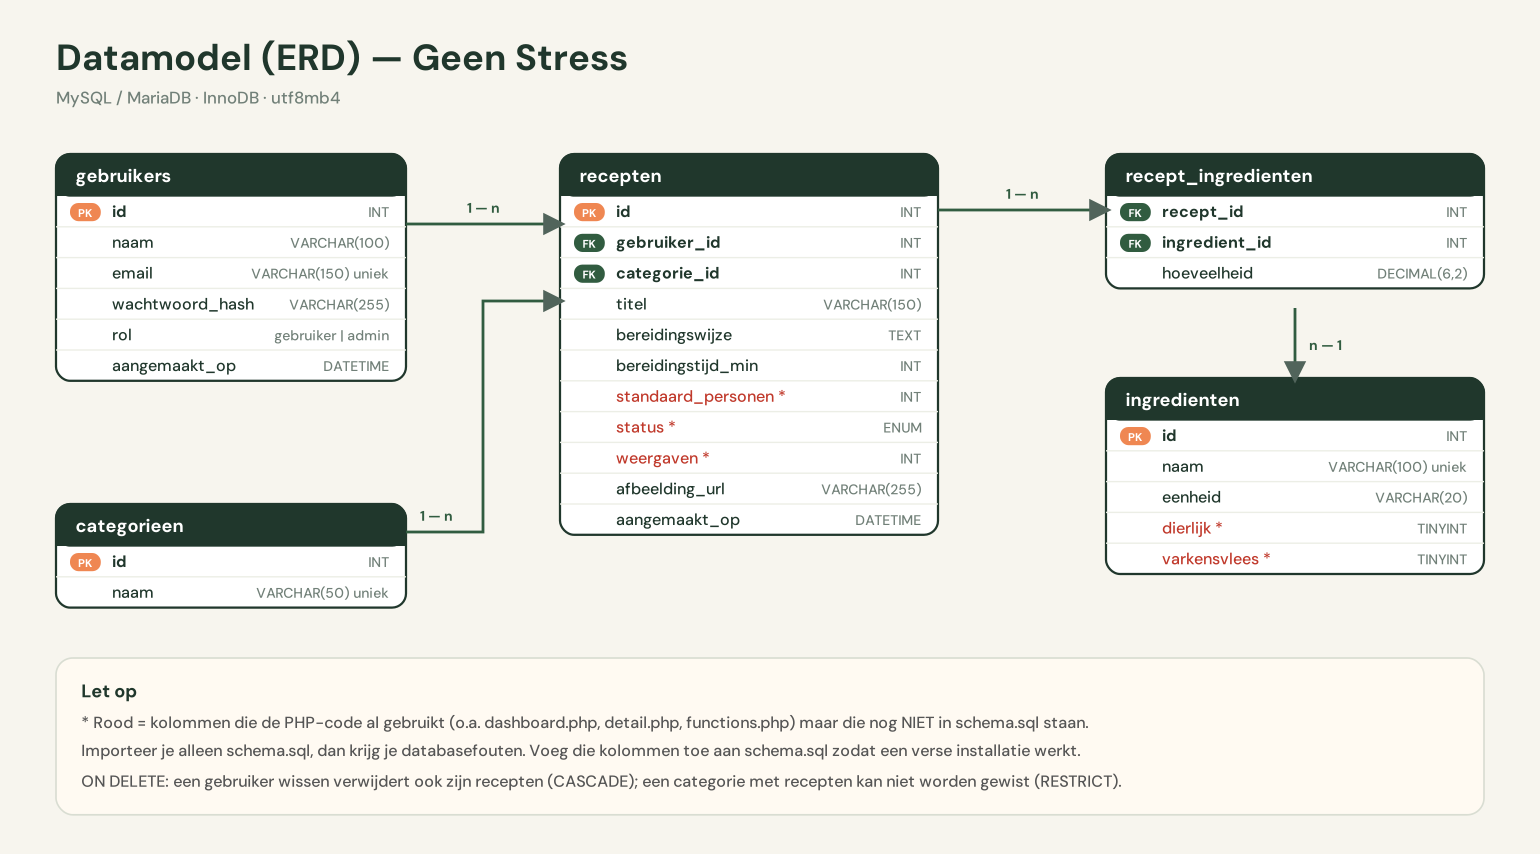 Datamodel (ERD) — Geen Stress
MySQL / MariaDB · InnoDB · utf8mb4
gebruikers
PK id INT
naam VARCHAR(100)
email VARCHAR(150) uniek
wachtwoord_hash VARCHAR(255)
rol gebruiker | admin
aangemaakt_op DATETIME
1 — n
categorieen
PK id INT
naam VARCHAR(50) uniek
1 — n
recepten
PK id INT
FK gebruiker_id INT
FK categorie_id INT
titel VARCHAR(150)
bereidingswijze TEXT
bereidingstijd_min INT
standaard_personen * INT
status * ENUM
weergaven * INT
afbeelding_url VARCHAR(255)
aangemaakt_op DATETIME
1 — n
recept_ingredienten
FK recept_id INT
FK ingredient_id INT
hoeveelheid DECIMAL(6,2)
n — 1
ingredienten
PK id INT
naam VARCHAR(100) uniek
eenheid VARCHAR(20)
dierlijk * TINYINT
varkensvlees * TINYINT
Let op
* Rood = kolommen die de PHP-code al gebruikt (o.a. dashboard.php, detail.php, functions.php) maar die nog NIET in schema.sql staan.
Importeer je alleen schema.sql, dan krijg je databasefouten. Voeg die kolommen toe aan schema.sql zodat een verse installatie werkt.
ON DELETE: een gebruiker wissen verwijdert ook zijn recepten (CASCADE); een categorie met recepten kan niet worden gewist (RESTRICT).